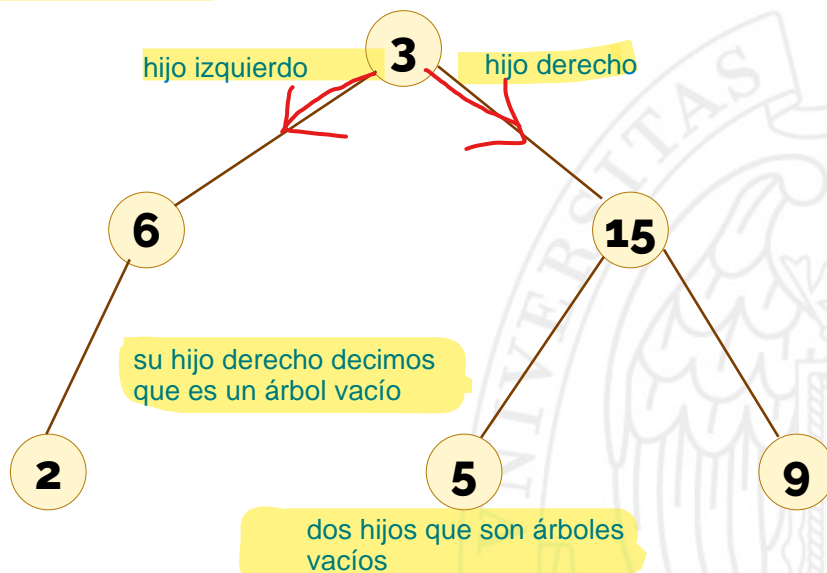 3
hijo izquierdo
hijo derecho
6
15
su hijo derecho decimos
que es un árbol vacío
2
5
9
dos hijos que son árboles
vacíos
VNIVERSITAS